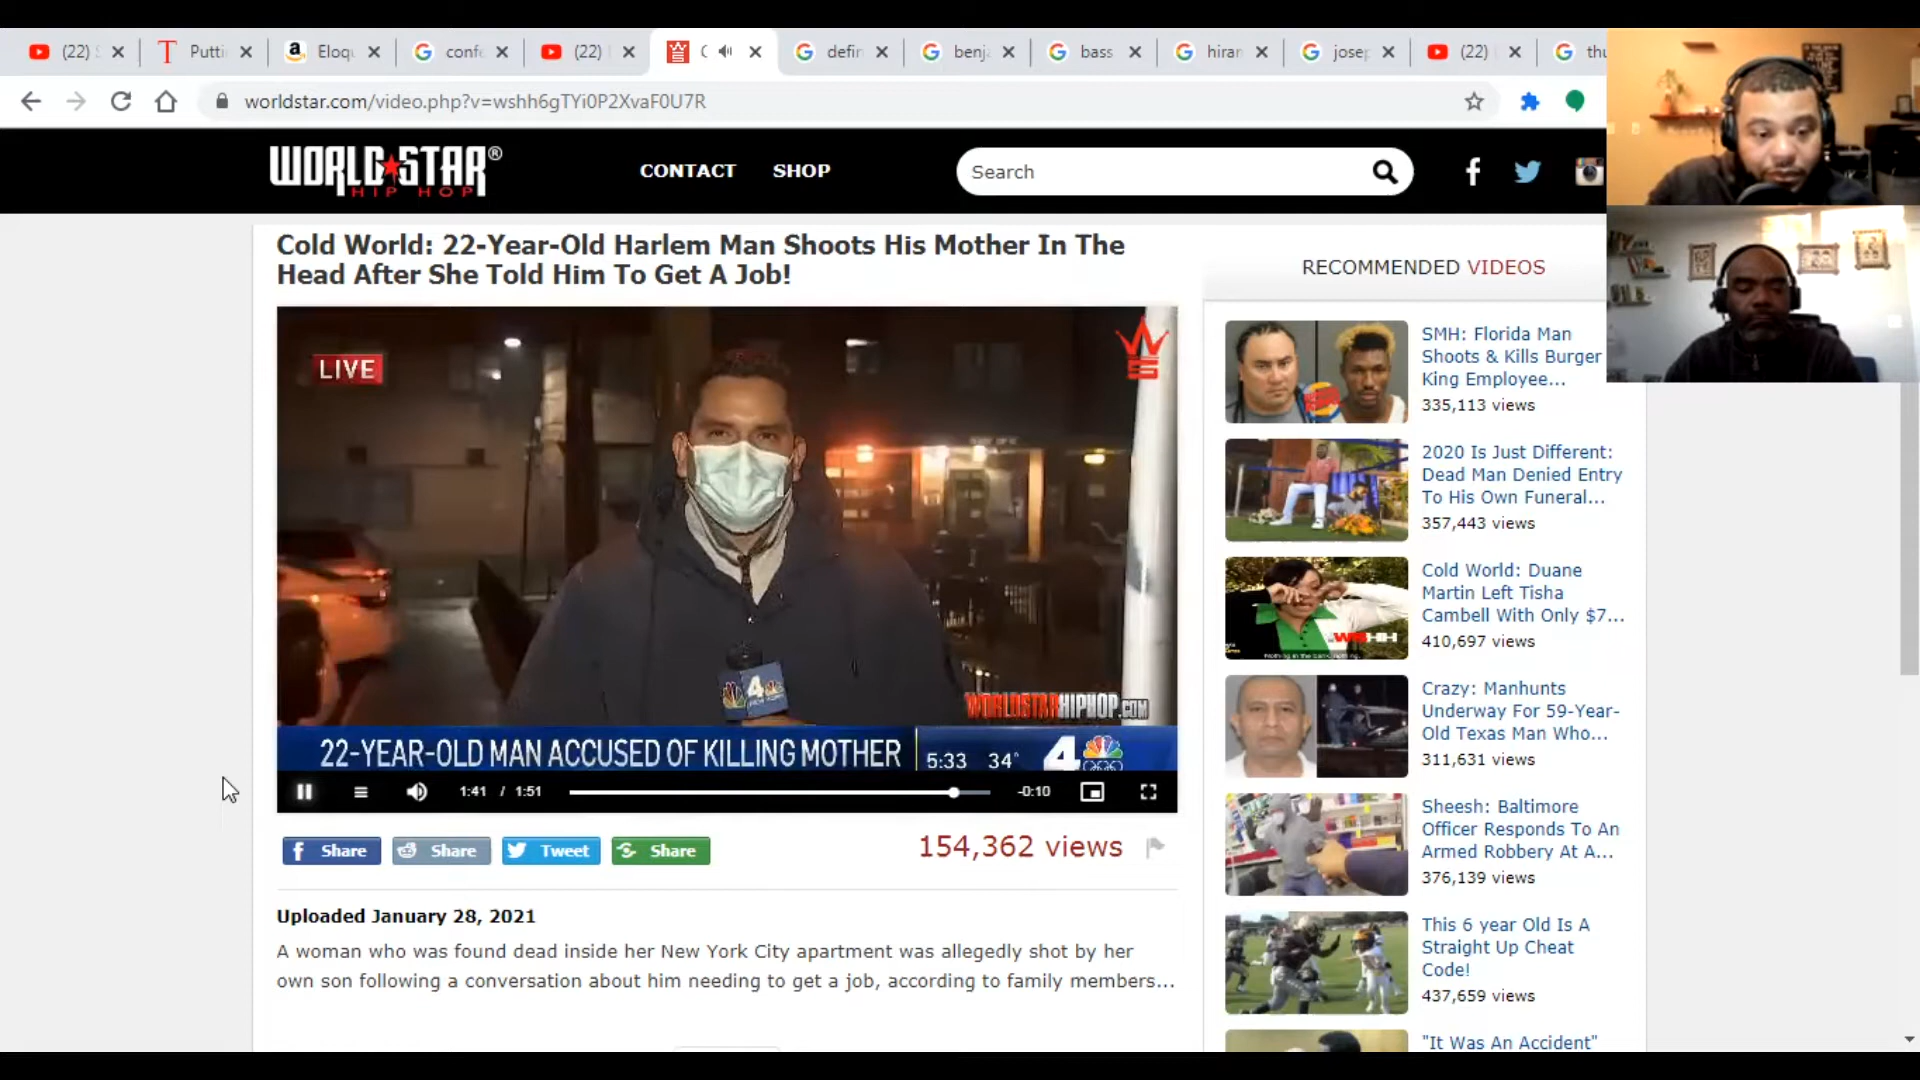 (22)
Putti
Eloqu
confe
(22)
defin
benja
bass
hiran
josep
(22)
thu
worldstar.com/video.php?v=wshh6gTYi0P2XvaF0U7R
WORLD STAR®
HIP HOP
CONTACT
SHOP
Search
Cold World: 22-Year-Old Harlem Man Shoots His Mother In The
Head After She Told Him To Get A Job!
LIVE
WORLDSTARHIPHOP.COM
22-YEAR-OLD MAN ACCUSED OF KILLING MOTHER
5:33 34°
4
1:41 / 1:51
-0:10
Share
Share
Tweet
Share
154,362 views
Uploaded January 28, 2021
A woman who was found dead inside her New York City apartment was allegedly shot by her
own son following a conversation about him needing to get a job, according to family members...
RECOMMENDED VIDEOS
SMH: Florida Man
Shoots & Kills Burger
King Employee...
335,113 views
2020 Is Just Different:
Dead Man Denied Entry
To His Own Funeral...
357,443 views
Cold World: Duane
Martin Left Tisha
Cambell With Only $7...
410,697 views
Crazy: Manhunts
Underway For 59-Year-
Old Texas Man Who...
311,631 views
Sheesh: Baltimore
Officer Responds To An
Armed Robbery At A...
376,139 views
This 6 year Old Is A
Straight Up Cheat
Code!
437,659 views
"It Was An Accident"